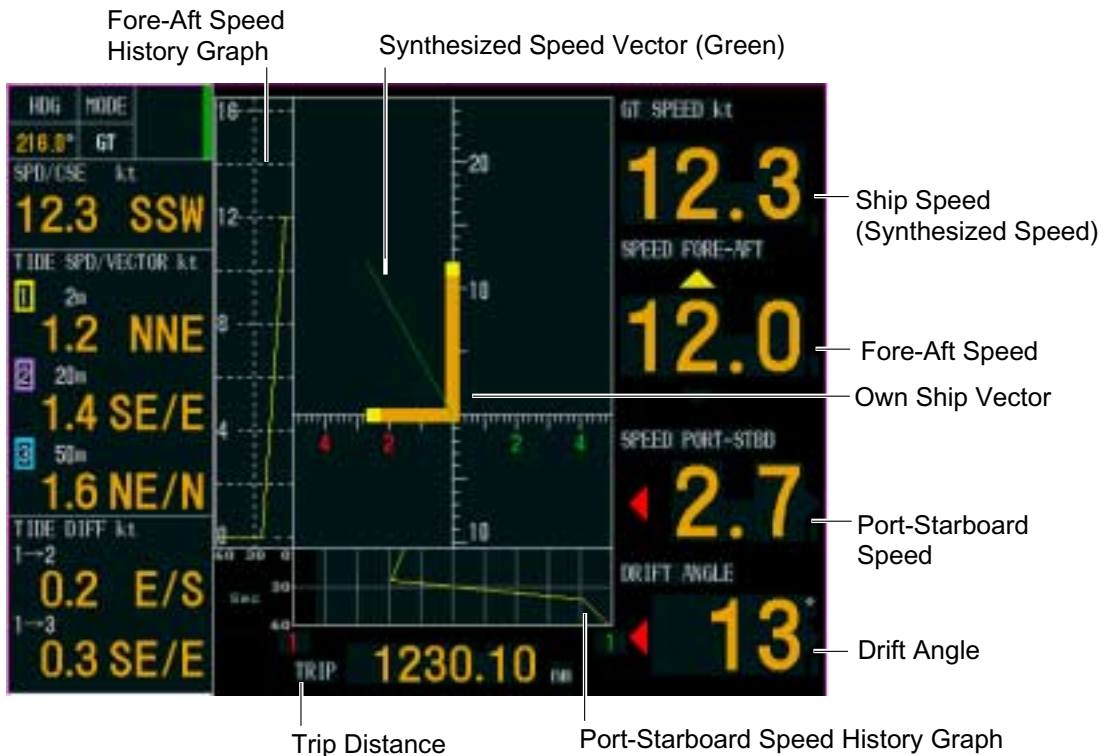 Fore-Aft Speed
History Graph
Synthesized Speed Vector (Green)
HDG MODE
216.0° GT
SPD/CSE kt
12.3 SSW
TIDE SPD/VECTOR kt
1 2m
1.2 NNE
2 20m
1.4 SE/E
3 50m
1.6 NE/N
TIDE DIFF kt
1→2
0.2 E/S
1→3
0.3 SE/E
16
12
8
4
0
60 30 0
20
10
4 2 2 4
10
Sec
30
60
1 1
TRIP 1230.10 nm
GT SPEED kt
12.3
SPEED FORE-AFT
12.0
SPEED PORT-STBD
2.7
DRIFT ANGLE
13°
Ship Speed
(Synthesized Speed)
Fore-Aft Speed
Own Ship Vector
Port-Starboard
Speed
Drift Angle
Trip Distance
Port-Starboard Speed History Graph